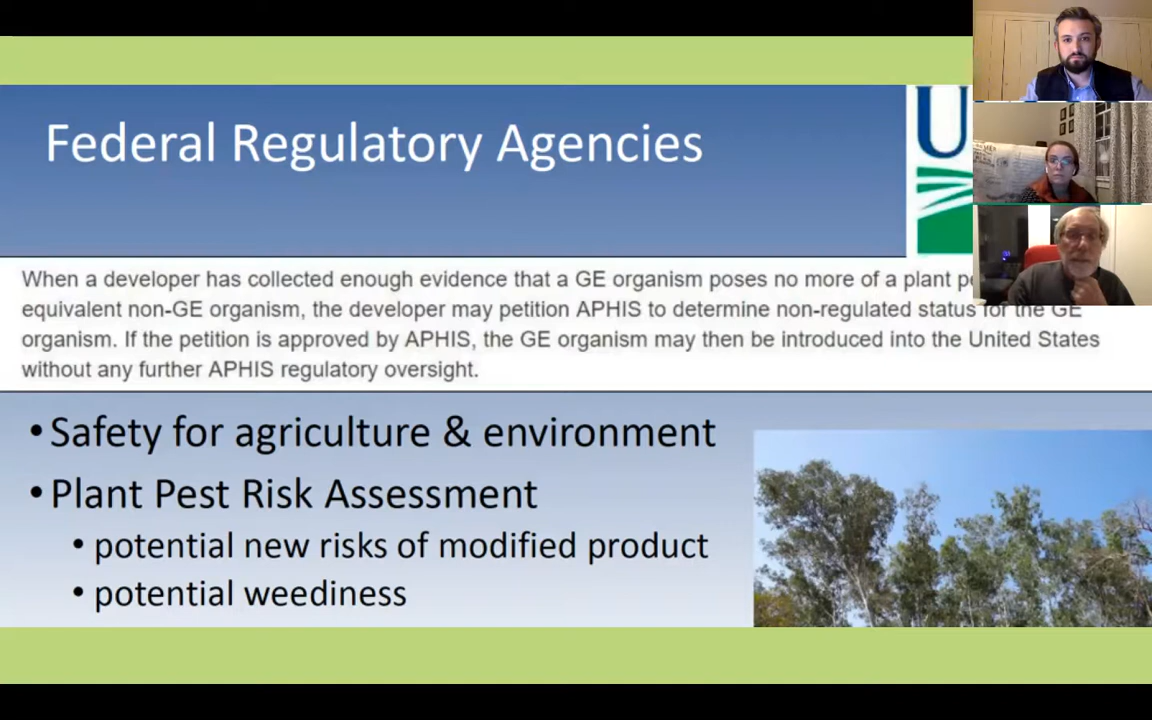 Federal Regulatory Agencies
U
When a developer has collected enough evidence that a GE organism poses no more of a plant
equivalent non-GE organism, the developer may petition APHIS to determine non-regulated status for the GE
organism. If the petition is approved by APHIS, the GE organism may then be introduced into the United States
without any further APHIS regulatory oversight.
• Safety for agriculture & environment
• Plant Pest Risk Assessment
• potential new risks of modified product
• potential weediness